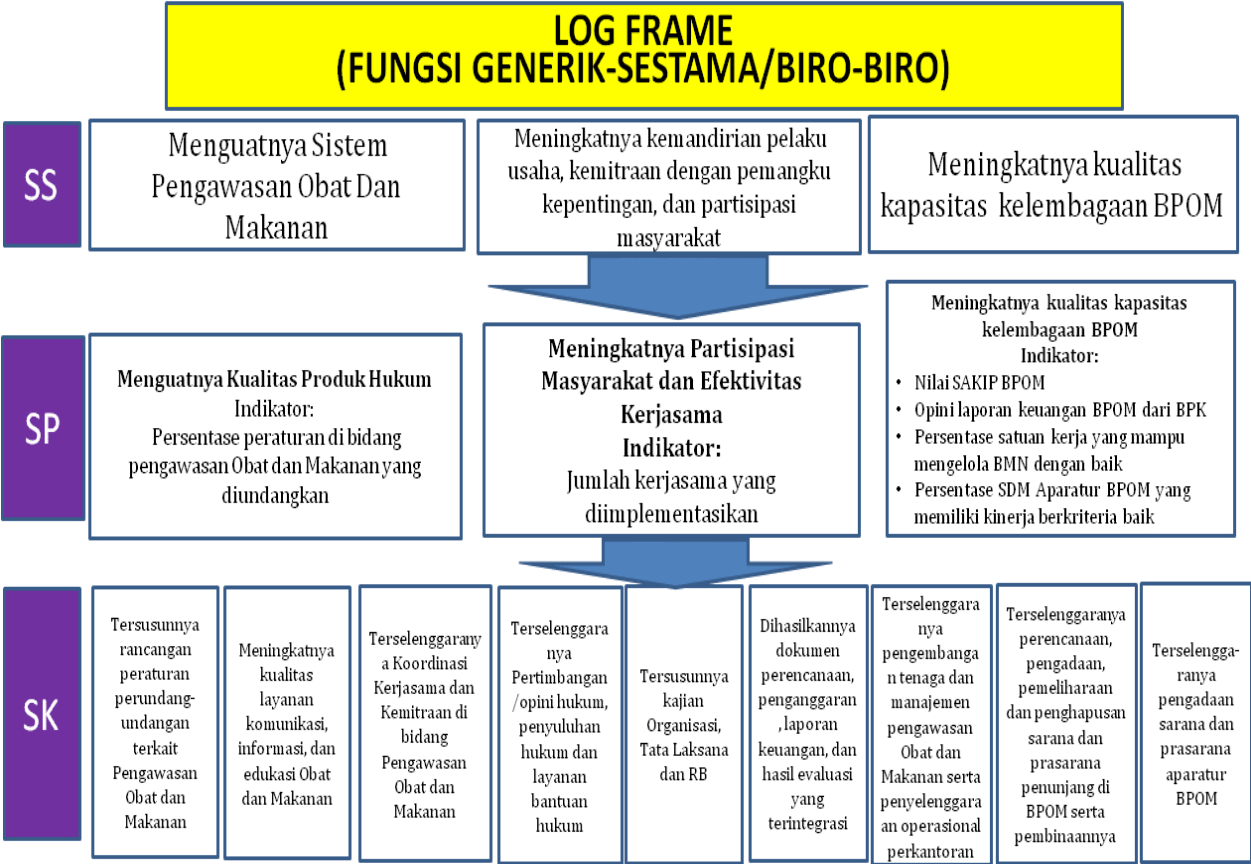 LOG FRAME
(FUNGSI GENERIK-SESTAMA/BIRO-BIRO)
SS
Menguatnya Sistem
Pengawasan Obat Dan
Makanan
Meningkatnya kemandirian pelaku
usaha, kemitraan dengan pemangku
kepentingan, dan partisipasi
masyarakat
Meningkatnya kualitas
kapasitas kelembagaan BPOM
SP
Menguatnya Kualitas Produk Hukum
Indikator:
Persentase peraturan di bidang
pengawasan Obat dan Makanan yang
diundangkan
Meningkatnya Partisipasi
Masyarakat dan Efektivitas
Kerjasama
Indikator:
Jumlah kerjasama yang
diimplementasikan
Meningkatnya kualitas kapasitas
kelembagaan BPOM
Indikator:
• Nilai SAKIP BPOM
• Opini laporan keuangan BPOM dari BPK
• Persentase satuan kerja yang mampu
mengelola BMN dengan baik
• Persentase SDM Aparatur BPOM yang
memiliki kinerja berkriteria baik
SK
Tersusunnya
rancangan
peraturan
perundang-
undangan
terkait
Pengawasan
Obat dan
Makanan
Meningkatnya
kualitas
layanan
komunikasi,
informasi, dan
edukasi Obat
dan Makanan
Terselenggarany
a Koordinasi
Kerjasama dan
Kemitraan di
bidang
Pengawasan
Obat dan
Makanan
Terselenggara
nya
Pertimbangan
/opini hukum,
penyuluhan
hukum dan
layanan
bantuan
hukum
Tersusunnya
kajian
Organisasi,
Tata Laksana
dan RB
Dihasilkannya
dokumen
perencanaan,
penganggaran
,laporan
keuangan, dan
hasil evaluasi
yang
terintegrasi
Terselenggara
nya
pengembanga
n tenaga dan
manajemen
pengawasan
Obat dan
Makanan serta
penyelenggara
an operasional
perkantoran
Terselenggaranya
perencanaan,
pengadaan,
pemeliharaan
dan penghapusan
sarana dan
prasarana
penunjang di
BPOM serta
pembinaannya
Terselengga-
ranya
pengadaan
sarana dan
prasarana
aparatur
BPOM